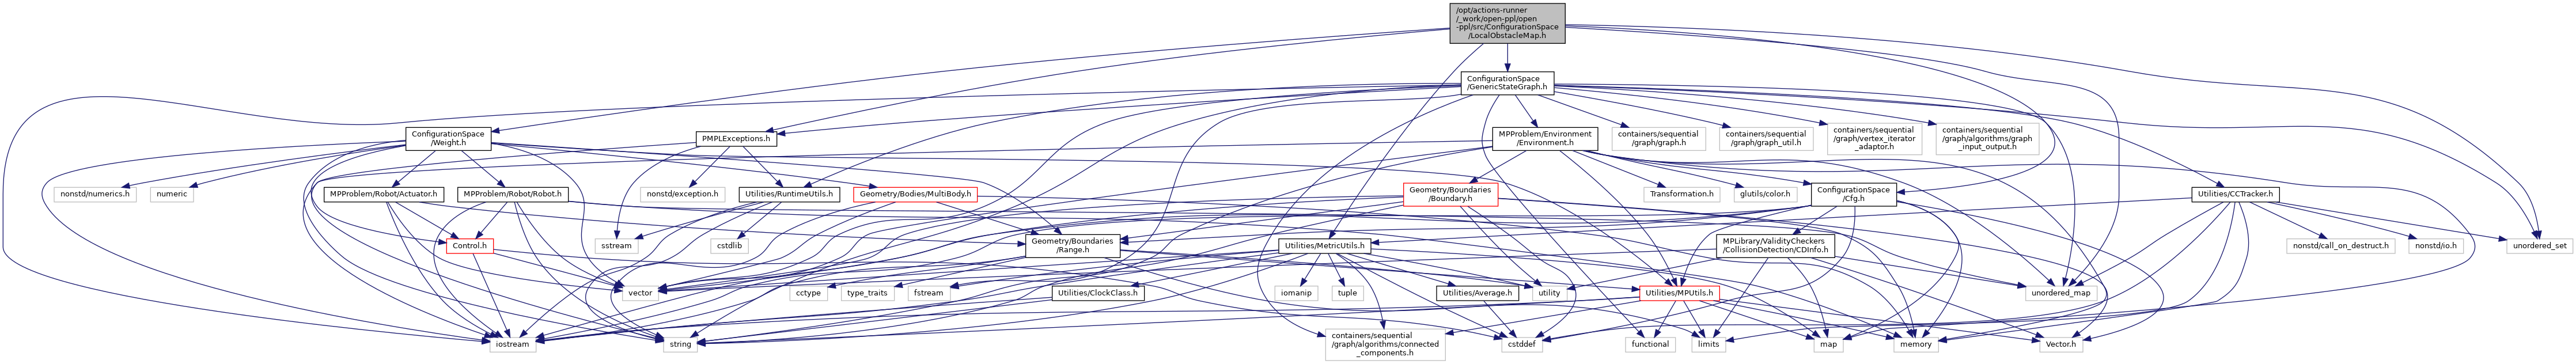 /opt/actions-runner
/_work/open-ppl/open
-ppl/src/ConfigurationSpace
/LocalObstacleMap.h
ConfigurationSpace
/GenericStateGraph.h
ConfigurationSpace
/Weight.h
PMPLExceptions.h
MPProblem/Environment
/Environment.h
containers/sequential
/graph/graph.h
containers/sequential
/graph/graph_util.h
containers/sequential
/graph/vertex_iterator
_adaptor.h
containers/sequential
/graph/algorithms/graph
_input_output.h
nonstd/numerics.h
numeric
MPProblem/Robot/Actuator.h
MPProblem/Robot/Robot.h
nonstd/exception.h
Utilities/RuntimeUtils.h
Geometry/Bodies/MultiBody.h
Geometry/Boundaries
/Boundary.h
Transformation.h
glutils/color.h
ConfigurationSpace
/Cfg.h
Utilities/CCTracker.h
Control.h
sstream
cstdlib
Geometry/Boundaries
/Range.h
Utilities/MetricUtils.h
MPLibrary/ValidityCheckers
/CollisionDetection/CDInfo.h
nonstd/call_on_destruct.h
nonstd/io.h
unordered_set
vector
cctype
type_traits
fstream
Utilities/ClockClass.h
iomanip
tuple
Utilities/Average.h
utility
Utilities/MPUtils.h
unordered_map
iostream
string
containers/sequential
/graph/algorithms/connected
_components.h
cstddef
functional
limits
map
memory
Vector.h